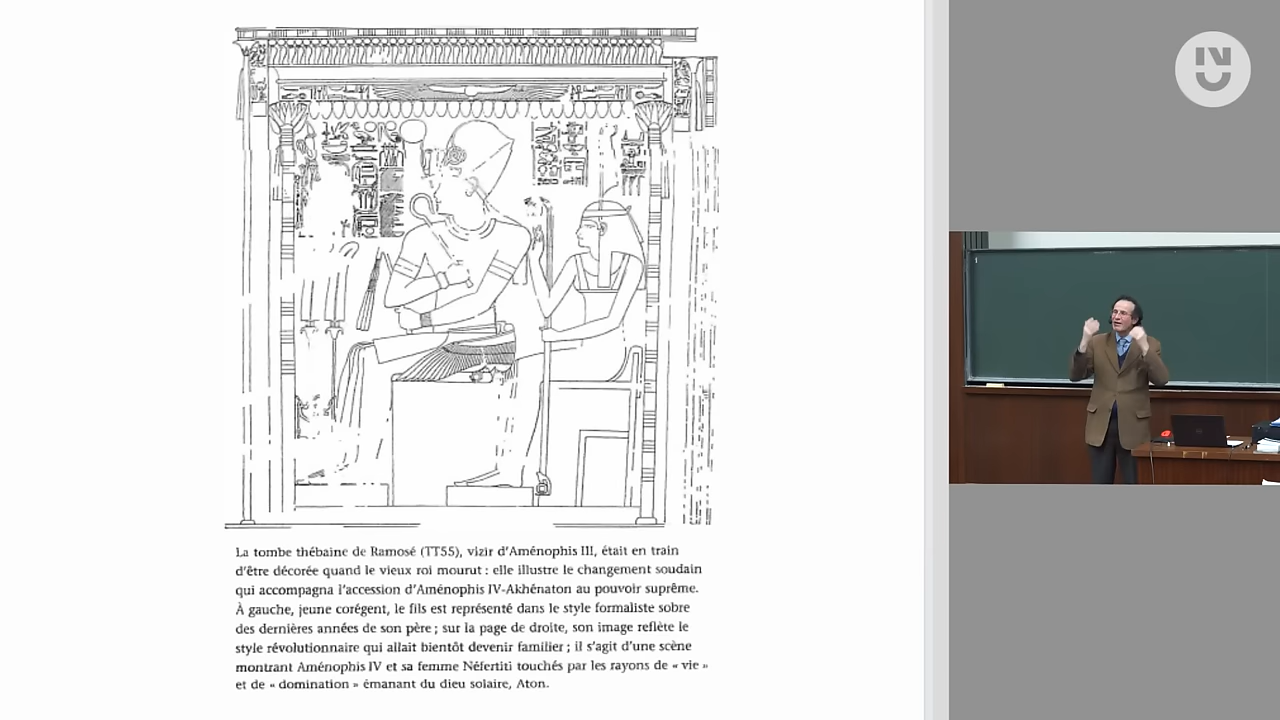 La tombe thébaine de Ramosé (TT55), vizir d'Aménophis III, était en train
d'être décorée quand le vieux roi mourut : elle illustre le changement soudain
qui accompagna l'accession d'Aménophis IV-Akhénaton au pouvoir suprême.
À gauche, jeune corégent, le fils est représenté dans le style formaliste sobre
des dernières années de son père ; sur la page de droite, son image reflète le
style révolutionnaire qui allait bientôt devenir familier ; il s'agit d'une scène
montrant Aménophis IV et sa femme Néfertiti touchés par les rayons de « vie »
et de « domination » émanant du dieu solaire, Aton.